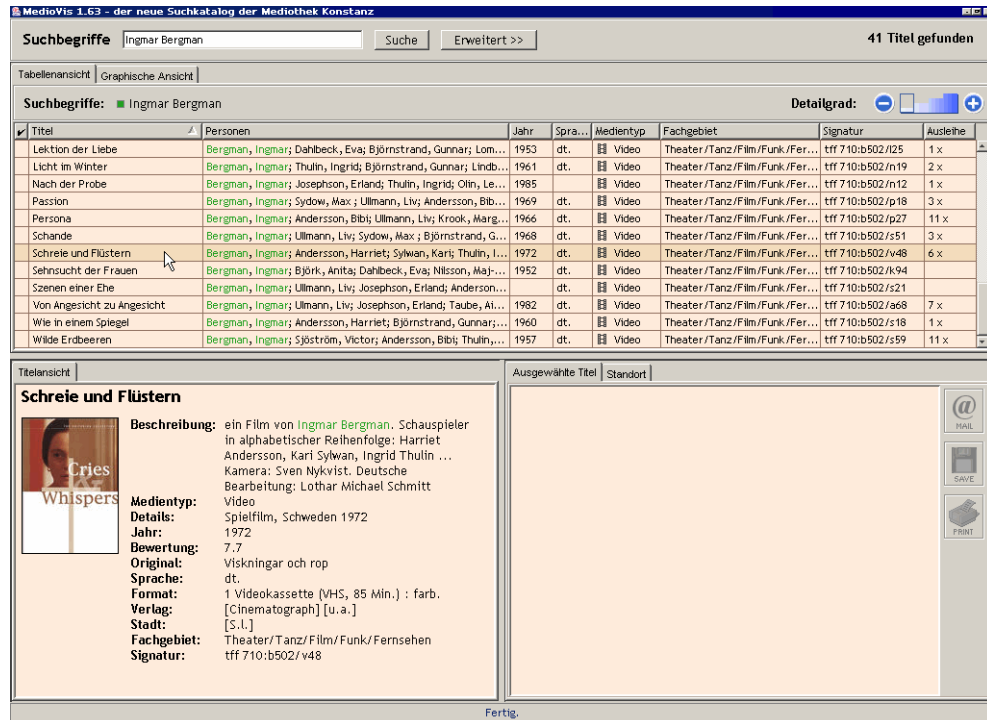 MedioVis 1.63 - der neue Suchkatalog der Mediothek Konstanz
Suchbegriffe Ingmar Bergman Suche Erweitert >> 41 Titel gefunden
Tabellenansicht Graphische Ansicht
Suchbegriffe: Ingmar Bergman Detailgrad:
Titel Personen Jahr Spra... Medientyp Fachgebiet Signatur Ausleihe
Lektion der Liebe Bergman, Ingmar; Dahlbeck, Eva; Björnstrand, Gunnar; Lom... 1953 dt. Video Theater/Tanz/Film/Funk/Fer... tff 710:b502/l25 1 x
Licht im Winter Bergman, Ingmar; Thulin, Ingrid; Björnstrand, Gunnar; Lindb... 1961 dt. Video Theater/Tanz/Film/Funk/Fer... tff 710:b502/n19 2 x
Nach der Probe Bergman, Ingmar; Josephson, Erland; Thulin, Ingrid; Olin, Le... 1985 Video Theater/Tanz/Film/Funk/Fer... tff 710:b502/n12 1 x
Passion Bergman, Ingmar; Sydow, Max ; Ullmann, Liv; Andersson, Bib... 1969 dt. Video Theater/Tanz/Film/Funk/Fer... tff 710:b502/p18 3 x
Persona Bergman, Ingmar; Andersson, Bibi; Ullmann, Liv; Krook, Marg... 1966 dt. Video Theater/Tanz/Film/Funk/Fer... tff 710:b502/p27 11 x
Schande Bergman, Ingmar; Ullmann, Liv; Sydow, Max ; Björnstrand, G... 1968 dt. Video Theater/Tanz/Film/Funk/Fer... tff 710:b502/s51 3 x
Schreie und Flüstern Bergman, Ingmar; Andersson, Harriet; Sylwan, Kari; Thulin, I... 1972 dt. Video Theater/Tanz/Film/Funk/Fer... tff 710:b502/v48 6 x
Sehnsucht der Frauen Bergman, Ingmar; Björk, Anita; Dahlbeck, Eva; Nilsson, Maj-... 1952 dt. Video Theater/Tanz/Film/Funk/Fer... tff 710:b502/k94
Szenen einer Ehe Bergman, Ingmar; Ullmann, Liv; Josephson, Erland; Anderson... dt. Video Theater/Tanz/Film/Funk/Fer... tff 710:b502/s21
Von Angesicht zu Angesicht Bergman, Ingmar; Ulmann, Liv; Josephson, Erland; Taube, Ai... 1982 dt. Video Theater/Tanz/Film/Funk/Fer... tff 710:b502/a68 7 x
Wie in einem Spiegel Bergman, Ingmar; Andersson, Harriet; Björnstrand, Gunnar;... 1960 dt. Video Theater/Tanz/Film/Funk/Fer... tff 710:b502/s18 1 x
Wilde Erdbeeren Bergman, Ingmar; Sjöström, Victor; Andersson, Bibi; Thulin,... 1957 dt. Video Theater/Tanz/Film/Funk/Fer... tff 710:b502/s59 11 x
Titelansicht
Schreie und Flüstern
Cries
&
Whispers
Beschreibung: ein Film von Ingmar Bergman. Schauspieler
in alphabetischer Reihenfolge: Harriet
Andersson, Kari Sylwan, Ingrid Thulin ...
Kamera: Sven Nykvist. Deutsche
Bearbeitung: Lothar Michael Schmitt
Medientyp: Video
Details: Spielfilm, Schweden 1972
Jahr: 1972
Bewertung: 7.7
Original: Viskningar och rop
Sprache: dt.
Format: 1 Videokassette (VHS, 85 Min.) : farb.
Verlag: [Cinematograph] [u.a.]
Stadt: [S.l.]
Fachgebiet: Theater/Tanz/Film/Funk/Fernsehen
Signatur: tff 710:b502/v48
Ausgewählte Titel Standort
@
MAIL
SAVE
PRINT
Fertig.